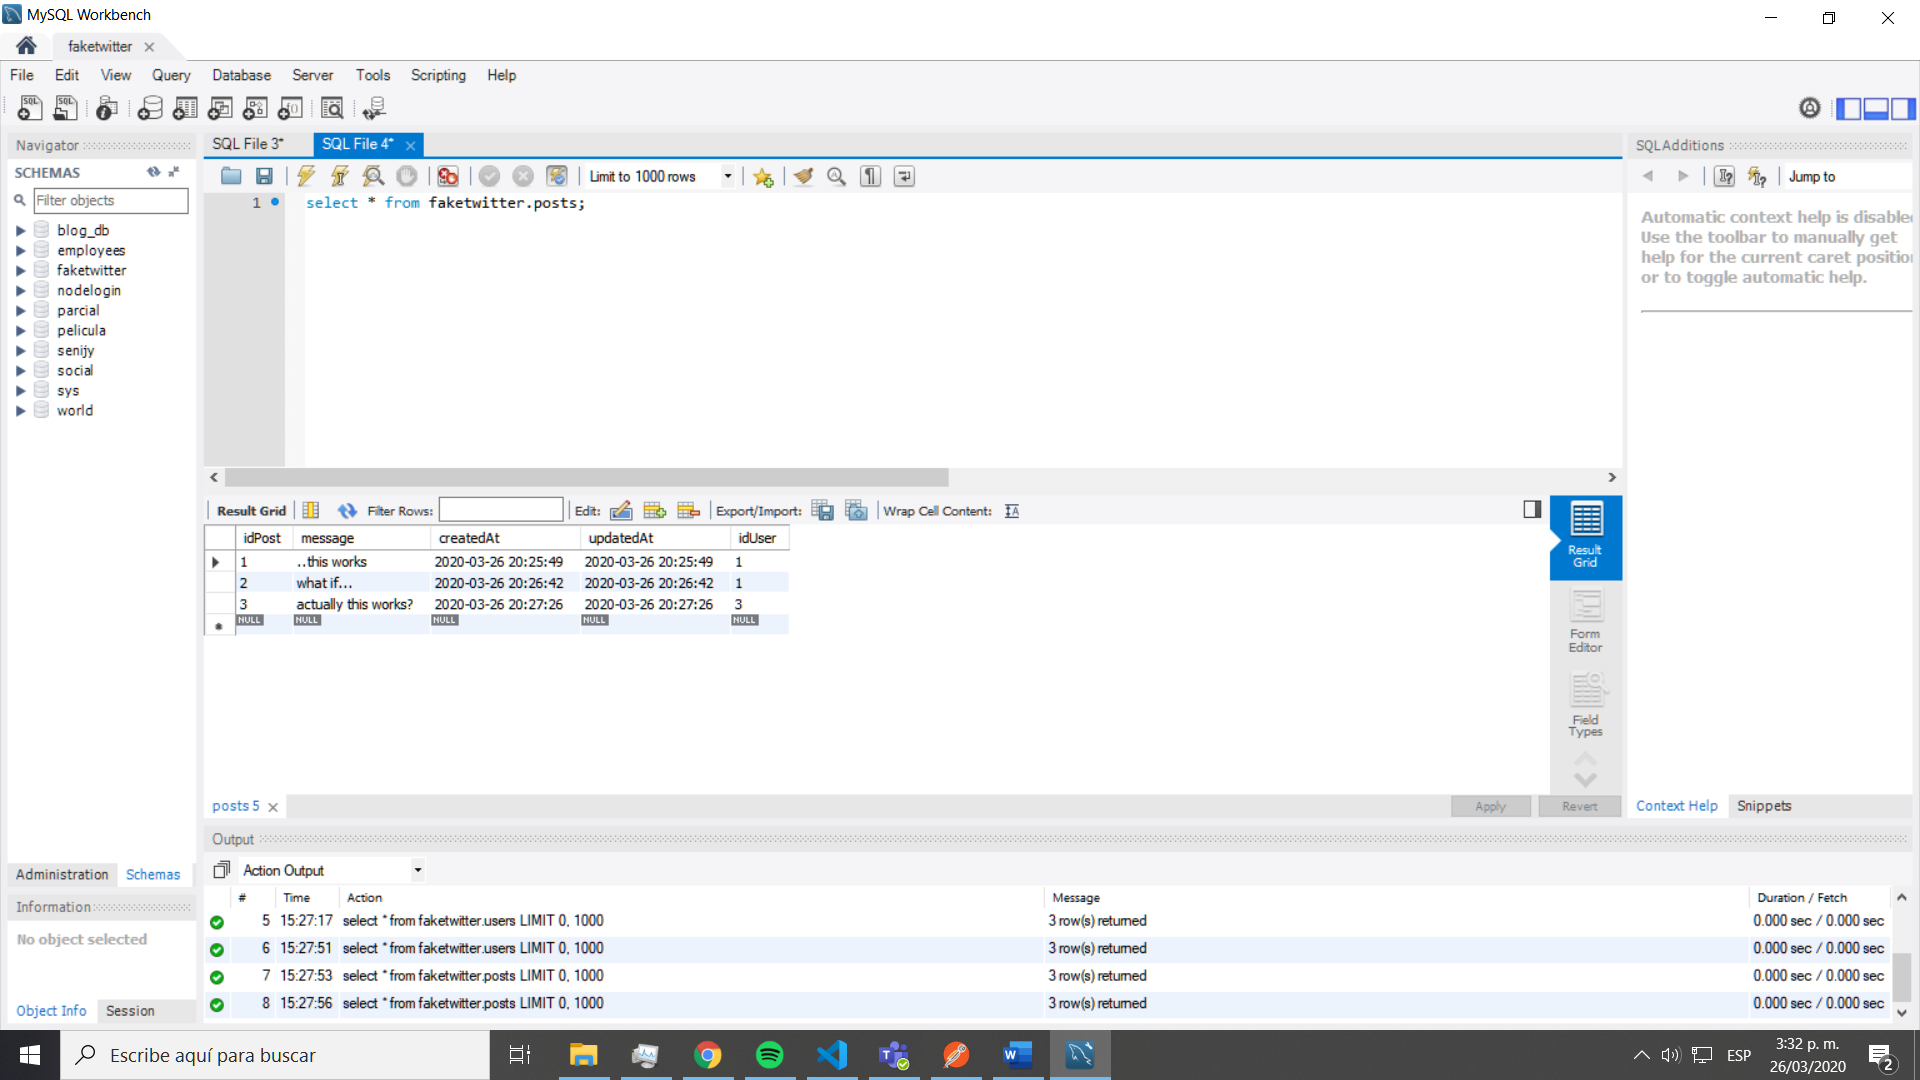 MySQL Workbench
faketwitter
File Edit View Query Database Server Tools Scripting Help
Navigator
SCHEMAS
Filter objects
blog_db
employees
faketwitter
nodelogin
parcial
pelicula
senijy
social
sys
world
Administration Schemas
Information
No object selected
Object Info Session
SQL File 3* SQL File 4*
Limit to 1000 rows
1 select * from faketwitter.posts;
Result Grid Filter Rows: Edit: Export/Import: Wrap Cell Content:
idPost message createdAt updatedAt idUser
1 ..this works 2020-03-26 20:25:49 2020-03-26 20:25:49 1
2 what if... 2020-03-26 20:26:42 2020-03-26 20:26:42 1
3 actually this works? 2020-03-26 20:27:26 2020-03-26 20:27:26 3
NULL NULL NULL NULL NULL
Result Grid
Form Editor
Field Types
posts 5 Apply Revert
SQLAdditions
Jump to
Automatic context help is disable
Use the toolbar to manually get
help for the current caret positio
or to toggle automatic help.
Context Help Snippets
Output
Action Output
# Time Action Message Duration / Fetch
5 15:27:17 select * from faketwitter.users LIMIT 0, 1000 3 row(s) returned 0.000 sec / 0.000 sec
6 15:27:51 select * from faketwitter.users LIMIT 0, 1000 3 row(s) returned 0.000 sec / 0.000 sec
7 15:27:53 select * from faketwitter.posts LIMIT 0, 1000 3 row(s) returned 0.000 sec / 0.000 sec
8 15:27:56 select * from faketwitter.posts LIMIT 0, 1000 3 row(s) returned 0.000 sec / 0.000 sec
Escribe aquí para buscar
ESP
3:32 p. m.
26/03/2020
2